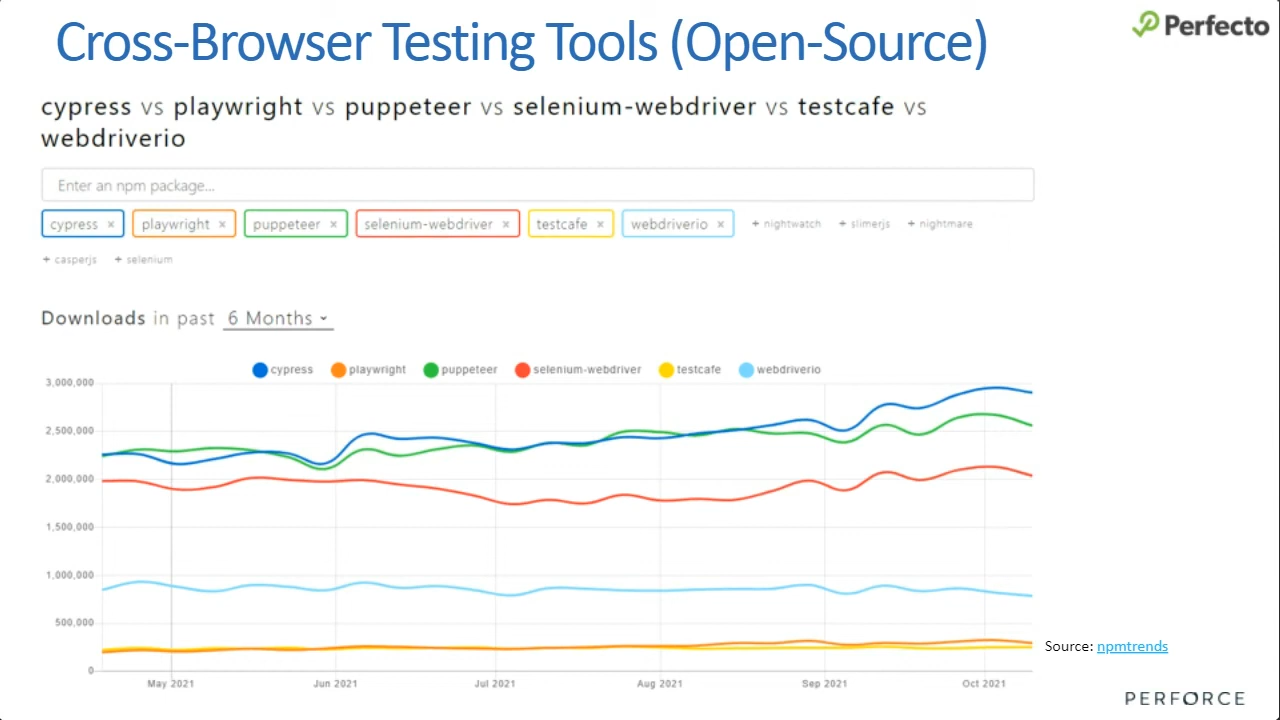 Cross-Browser Testing Tools (Open-Source)
Perfecto
cypress vs playwright vs puppeteer vs selenium-webdriver vs testcafe vs
webdriverio
Enter an npm package...
cypress × playwright × puppeteer × selenium-webdriver × testcafe × webdriverio × + nightwatch + slimerjs + nightmare
+ casperjs + selenium
Downloads in past 6 Months
cypress playwright puppeteer selenium-webdriver testcafe webdriverio
3,000,000
2,500,000
2,000,000
1,500,000
1,000,000
500,000
0
May 2021 Jun 2021 Jul 2021 Aug 2021 Sep 2021 Oct 2021
Source: npmtrends
PERFORCE